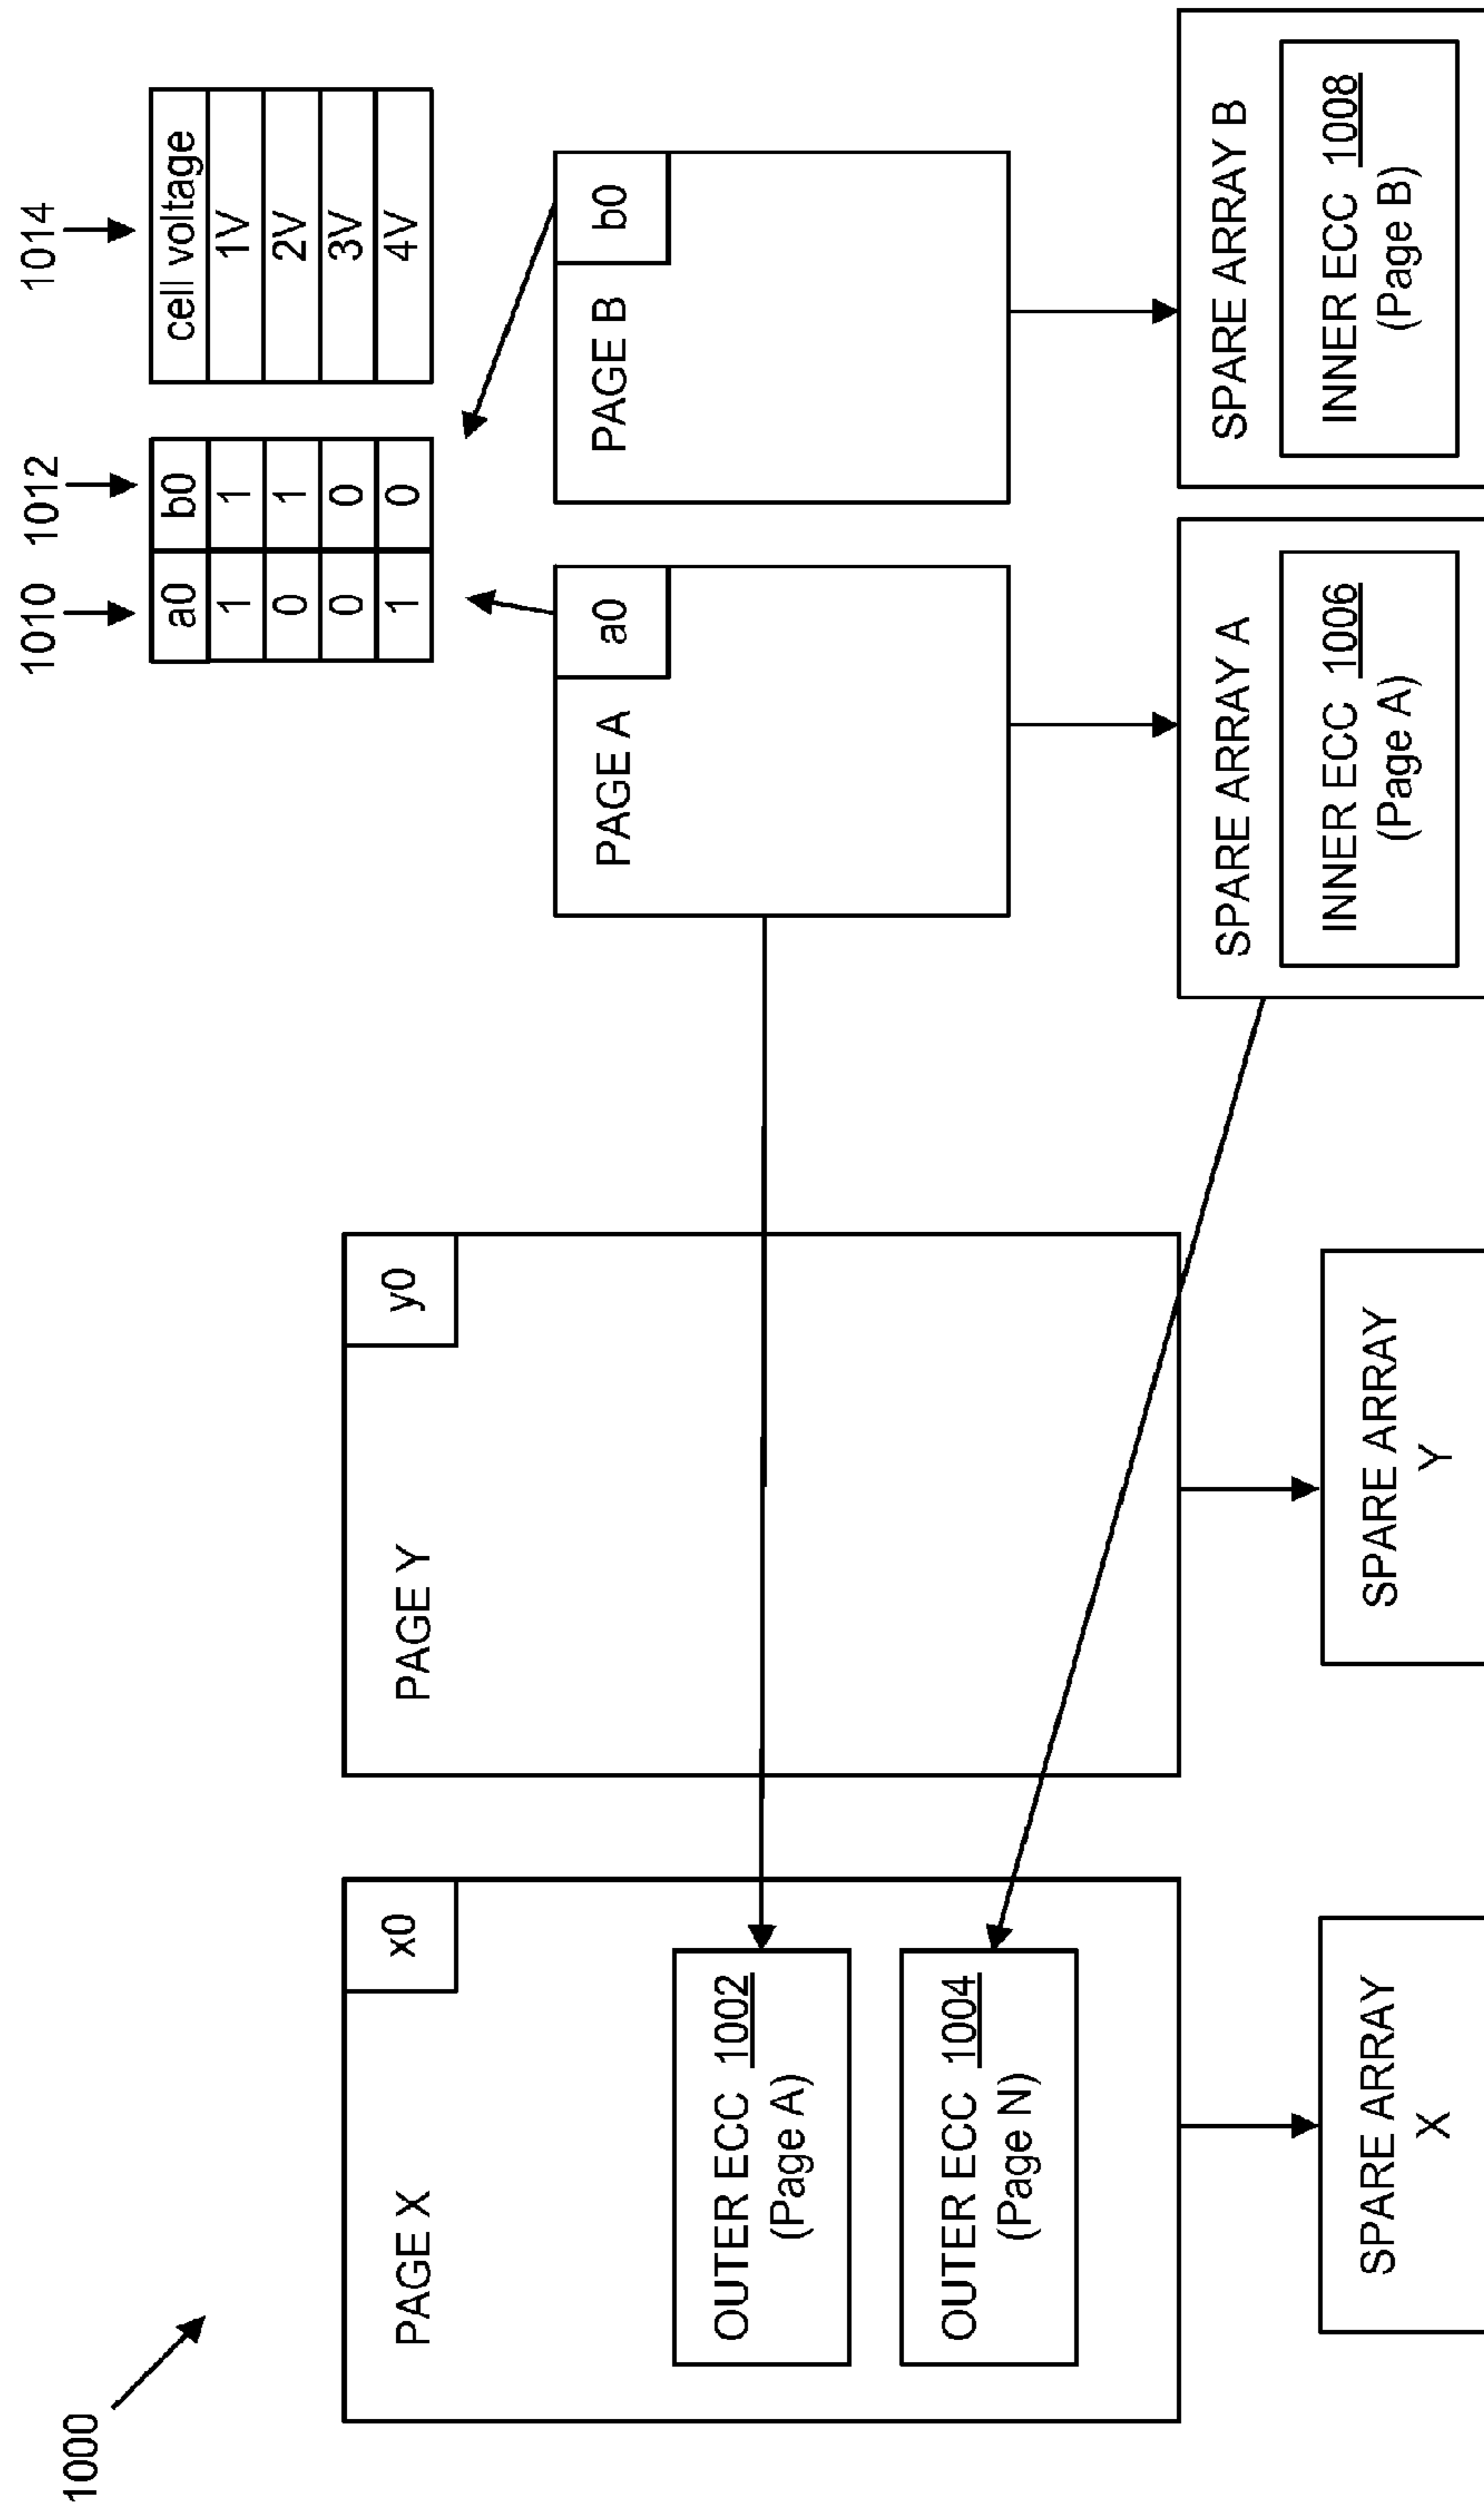 1000
1010
1012
1014
a0 b0
1 1
0 1
0 0
1 0
cell voltage
1V
2V
3V
4V
PAGE X
x0
OUTER ECC 1002
(Page A)
OUTER ECC 1004
(Page N)
PAGE Y
y0
PAGE A
a0
PAGE B
b0
SPARE ARRAY
X
SPARE ARRAY
Y
SPARE ARRAY A
INNER ECC 1006
(Page A)
SPARE ARRAY B
INNER ECC 1008
(Page B)